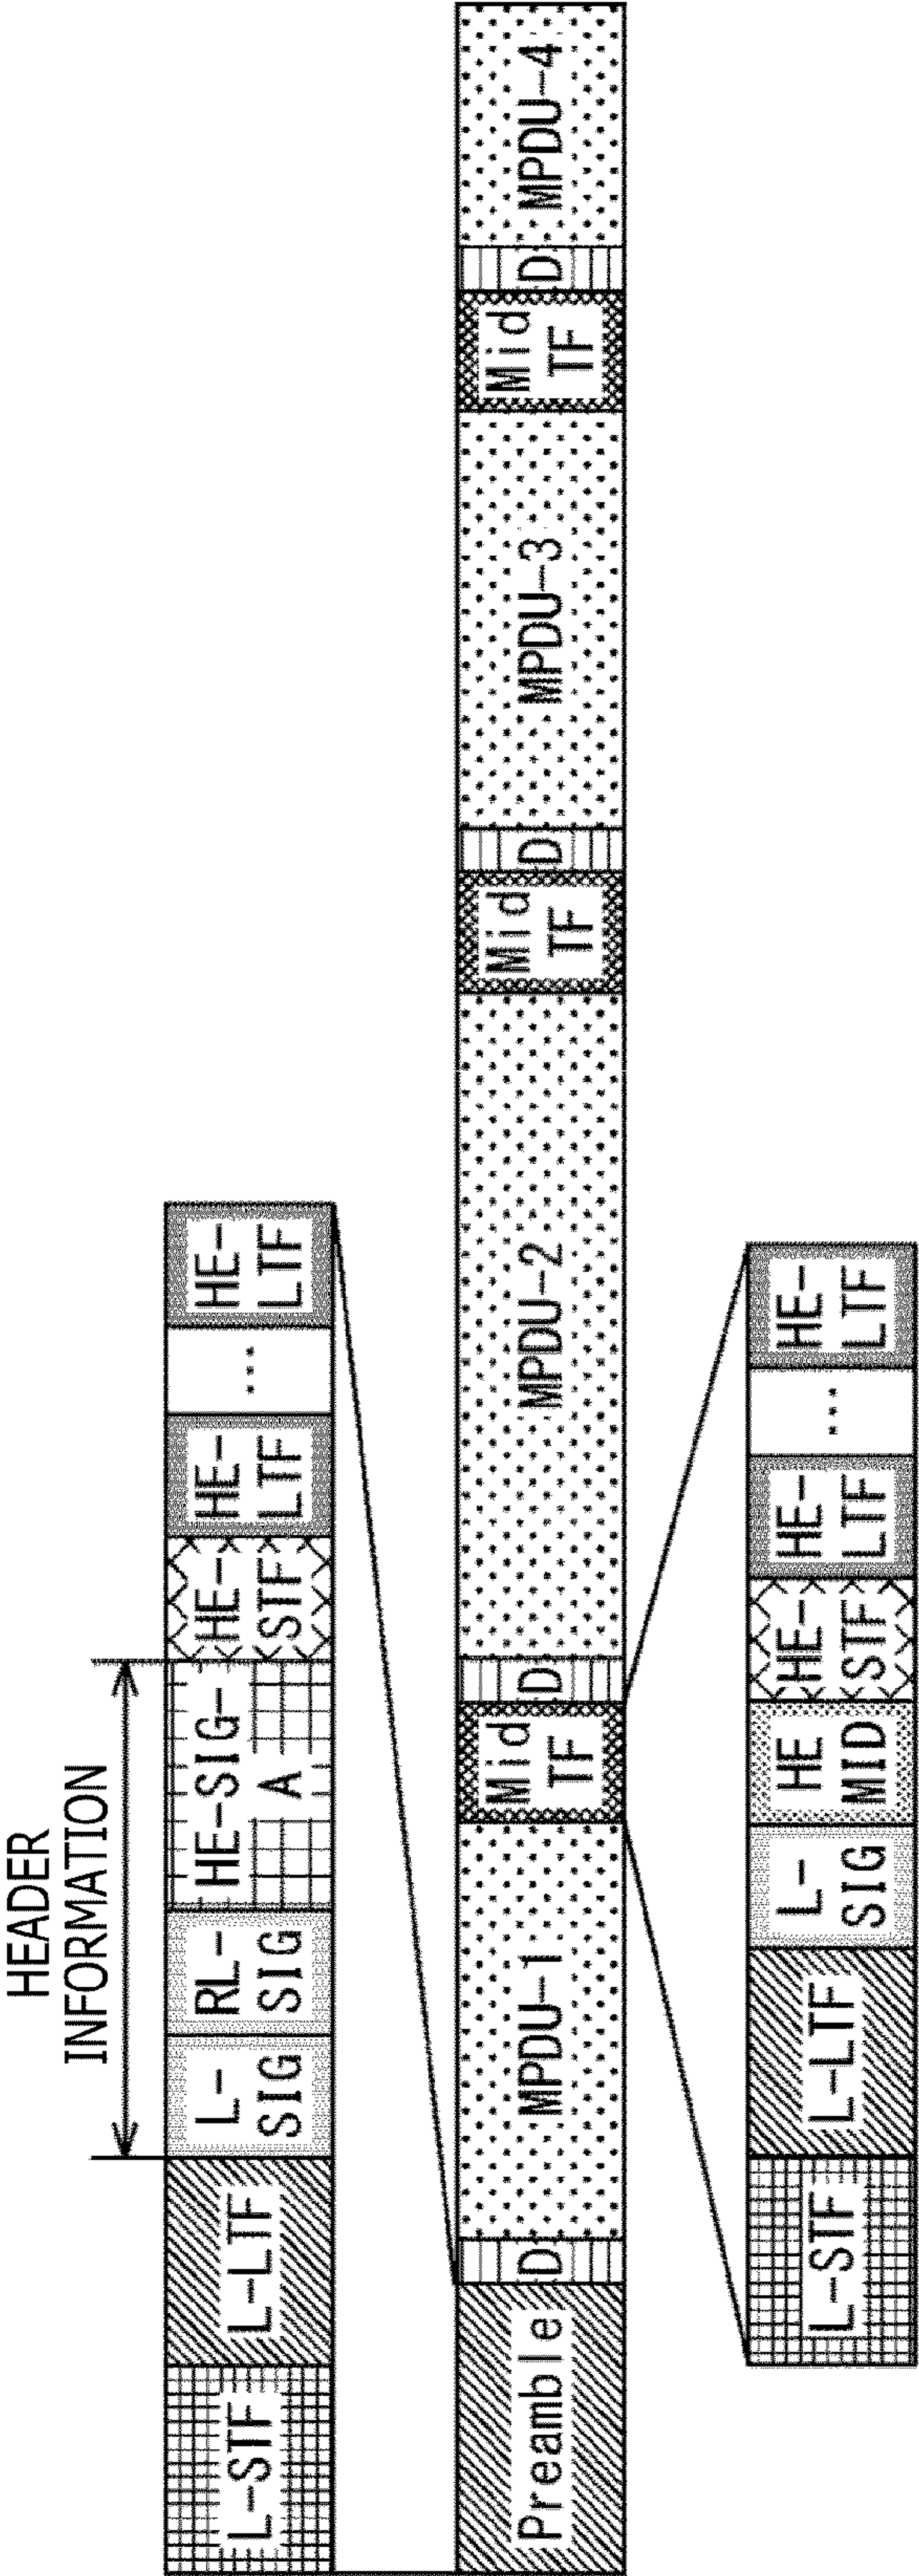 HEADER
INFORMATION
L-STF
L-LTF
L-
SIG
RL-
SIG
HE-SIG-
A
HE-
STF
HE-
LTF
...
HE-
LTF
Preamble
D
MPDU-1
Mid
TF
D
MPDU-2
Mid
TF
D
MPDU-3
Mid
TF
D
MPDU-4
L-STF
L-LTF
L-
SIG
HE
MID
HE-
STF
HE-
LTF
...
HE-
LTF